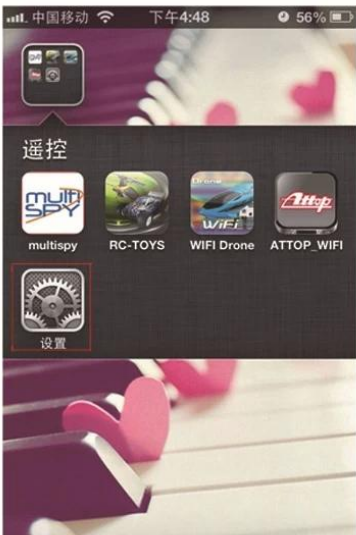 中国移动 下午4:48 56%
遥控
multi SPY
Drone WiFi
Attop
multispy RC-TOYS WIFI Drone ATTOP_WIFI
设置